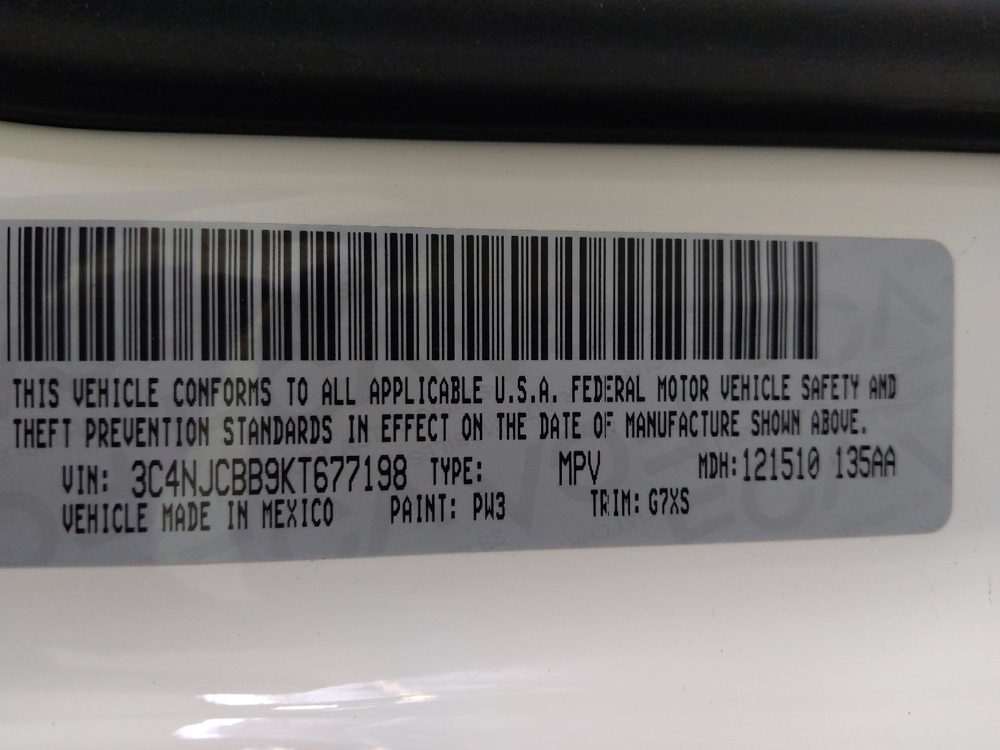 THIS VEHICLE CONFORMS TO ALL APPLICABLE U.S.A. FEDERAL MOTOR VEHICLE SAFETY AND
THEFT PREVENTION STANDARDS IN EFFECT ON THE DATE OF MANUFACTURE SHOWN ABOVE.
VIN: 3C4NJCBB9KT677198 TYPE: MPV MDH:121510 135AA
VEHICLE MADE IN MEXICO PAINT: PW3 TRIM: G7XS